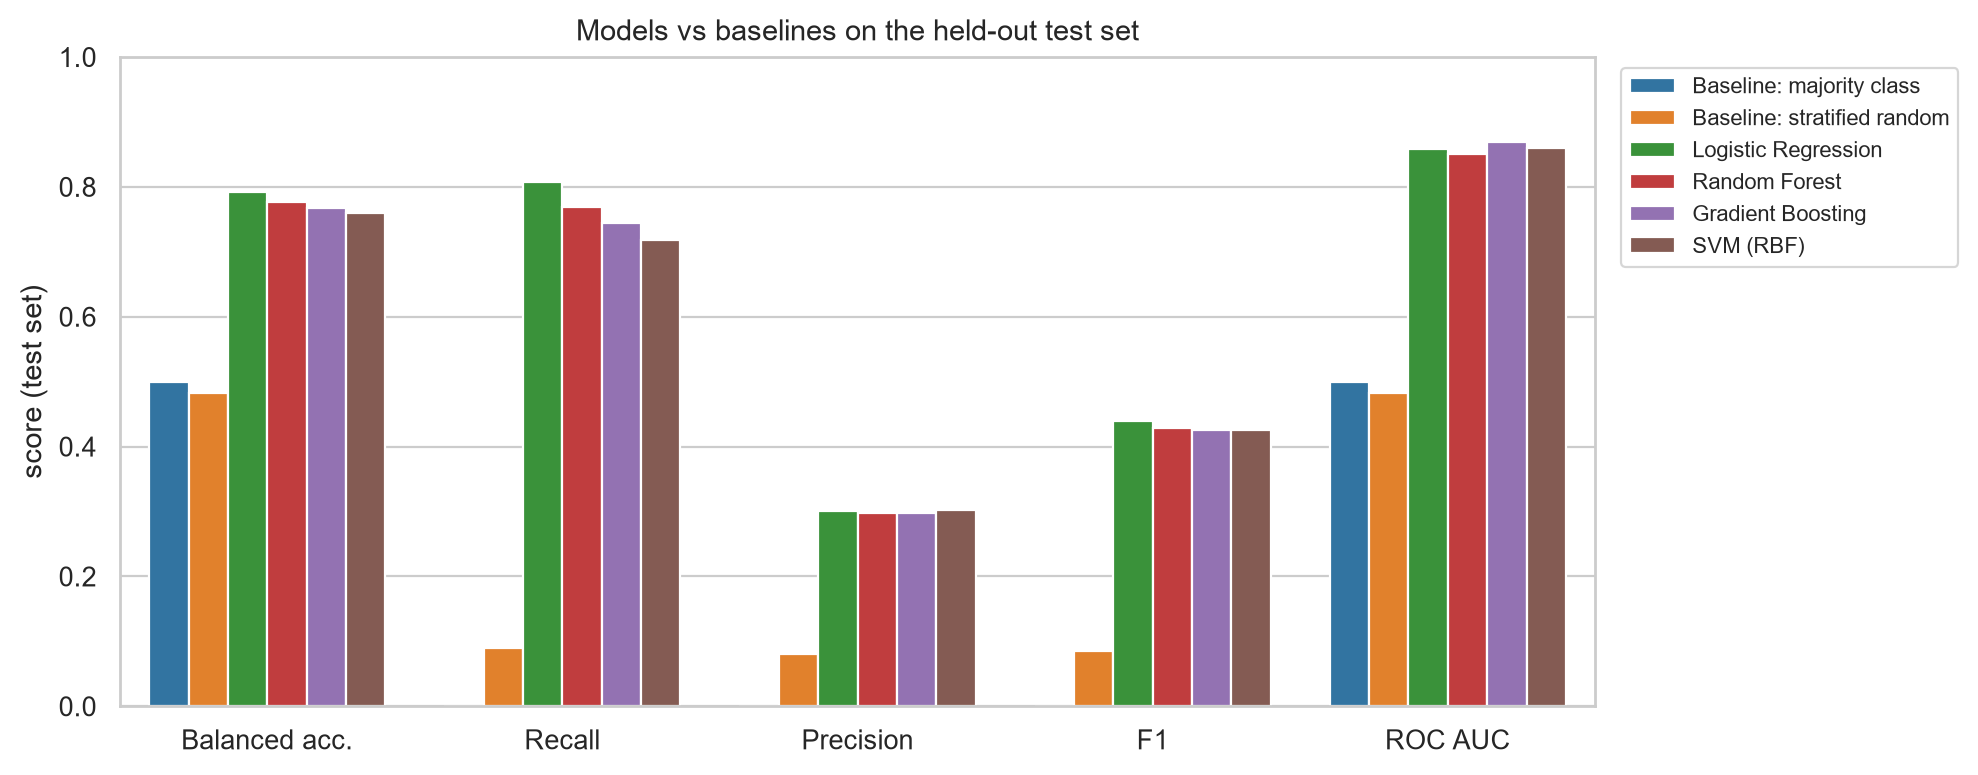 Models vs baselines on the held-out test set
score (test set)
1.0
0.8
0.6
0.4
0.2
0.0
Balanced acc.
Recall
Precision
F1
ROC AUC
Baseline: majority class
Baseline: stratified random
Logistic Regression
Random Forest
Gradient Boosting
SVM (RBF)